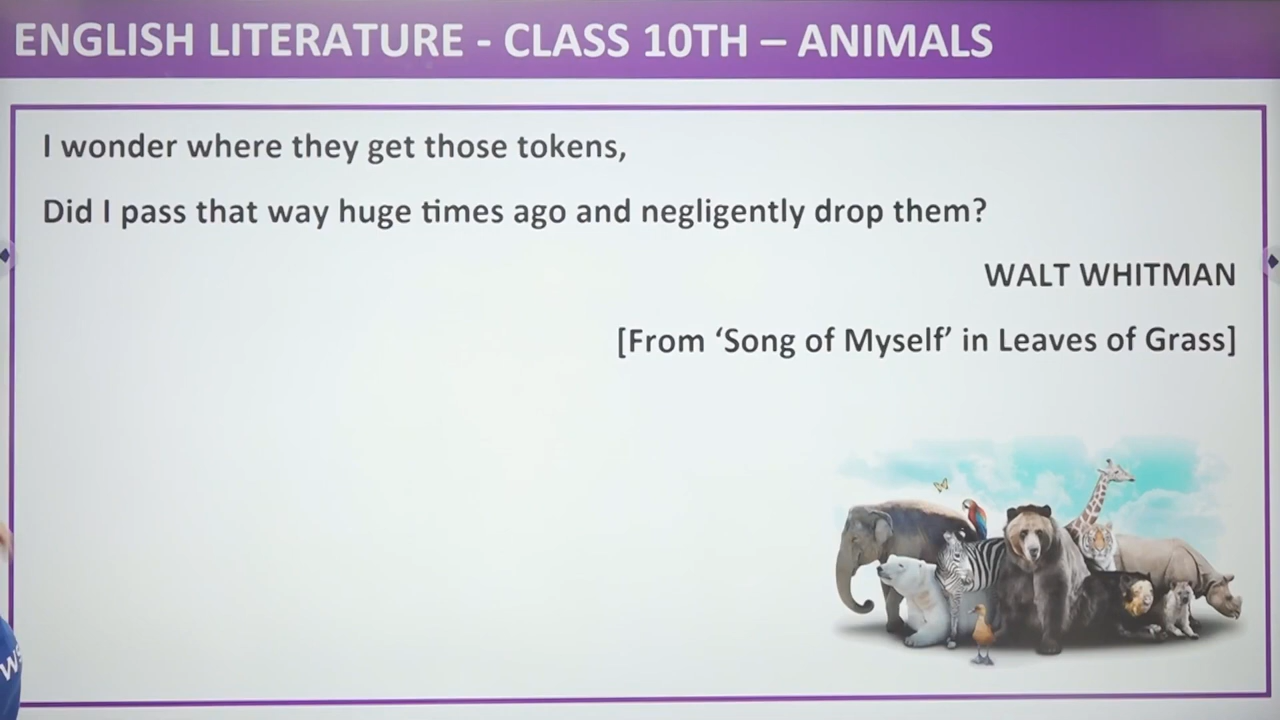 ENGLISH LITERATURE - CLASS 10TH – ANIMALS
I wonder where they get those tokens,
Did I pass that way huge times ago and negligently drop them?
WALT WHITMAN
[From ‘Song of Myself’ in Leaves of Grass]